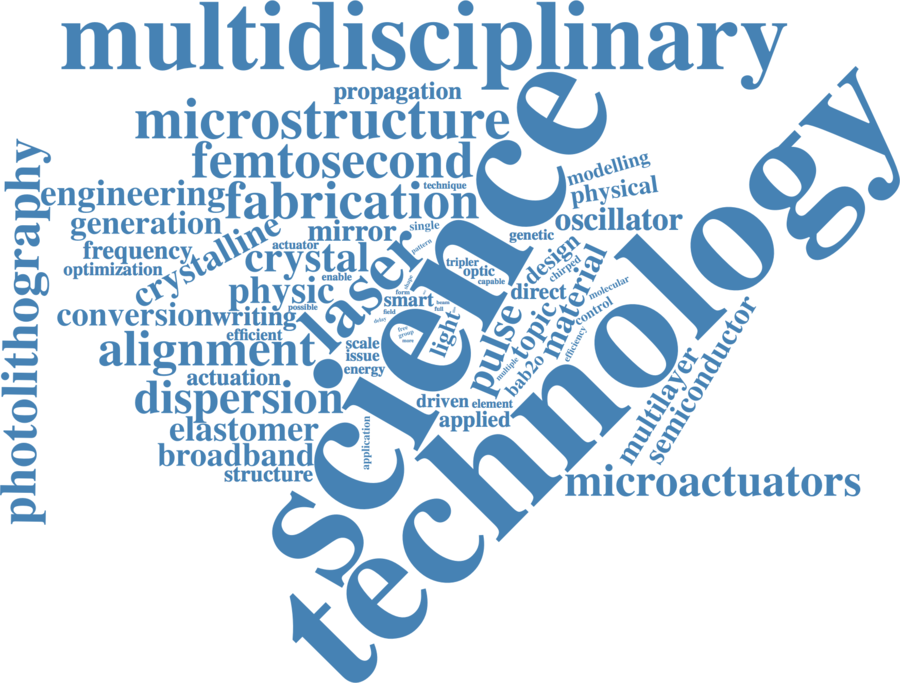 multidisciplinary
propagation
microstructure
femtosecond
technique
engineering
fabrication
generation
mirror
single
pattern
frequency
optimization
crystalline
actuator
crystal
enable
physic
possible
conversion
writing
efficient
laser
science
technology
photolithography
modelling
physical
oscillator
genetic
design
chirped
tripler
optic
capable
direct
material
molecular
control
efficiency
topic
pulse
multiple
bab2o
smart
form
beam
full
field
light
free
group
scale
issue
energy
alignment
actuation
dispersion
elastomer
broadband
structure
application
driven
element
applied
multilayer
semiconductor
microactuators